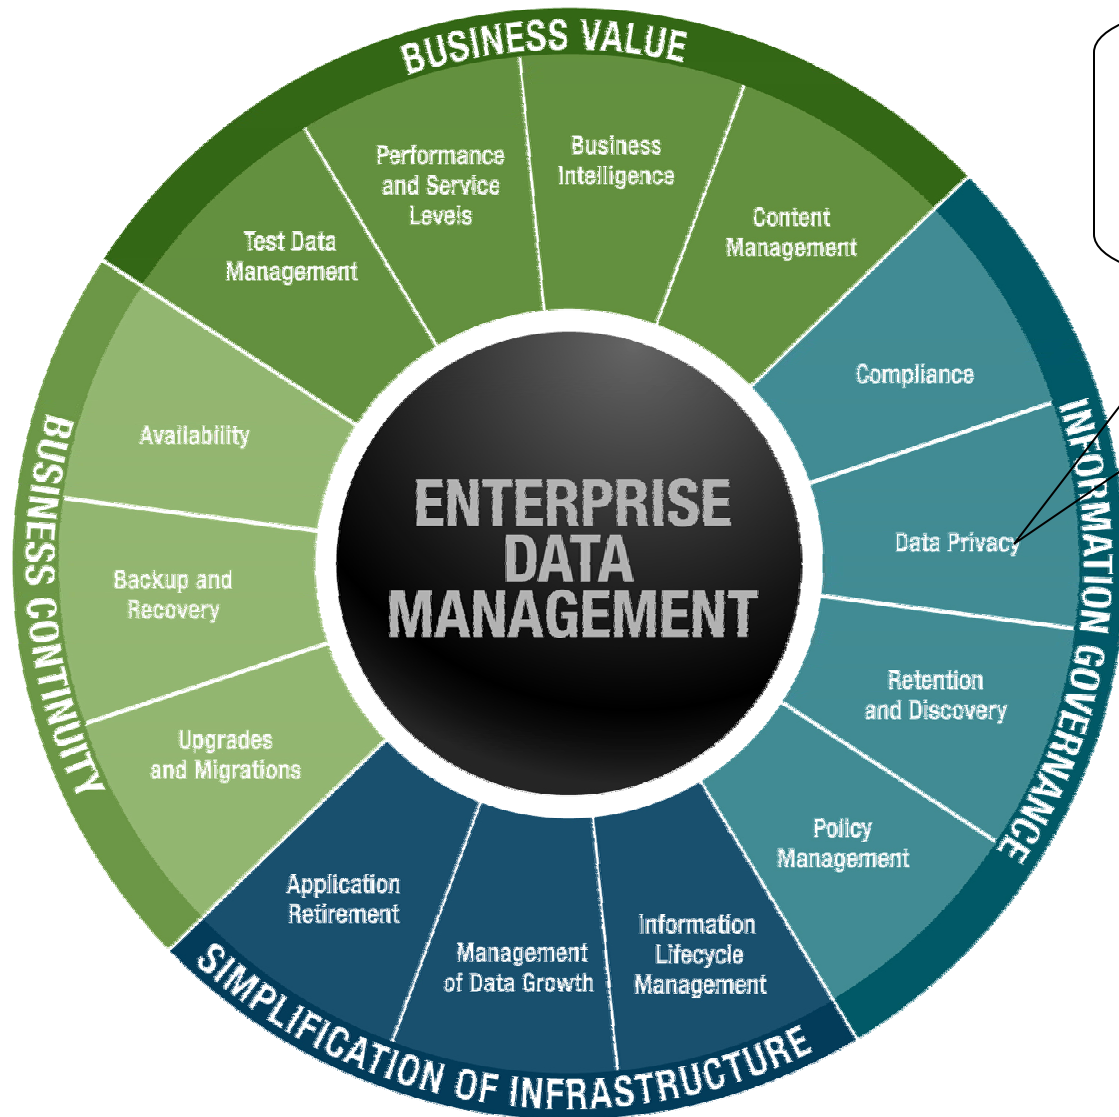 BUSINESS VALUE
Test Data
Management
Performance
and Service
Levels
Business
Intelligence
Content
Management
INFORMATION GOVERNANCE
Compliance
Data Privacy
Retention
and Discovery
Policy
Management
SIMPLIFICATION OF INFRASTRUCTURE
Information
Lifecycle
Management
Management
of Data Growth
Application
Retirement
BUSINESS CONTINUITY
Upgrades
and Migrations
Backup and
Recovery
Availability
ENTERPRISE
DATA
MANAGEMENT